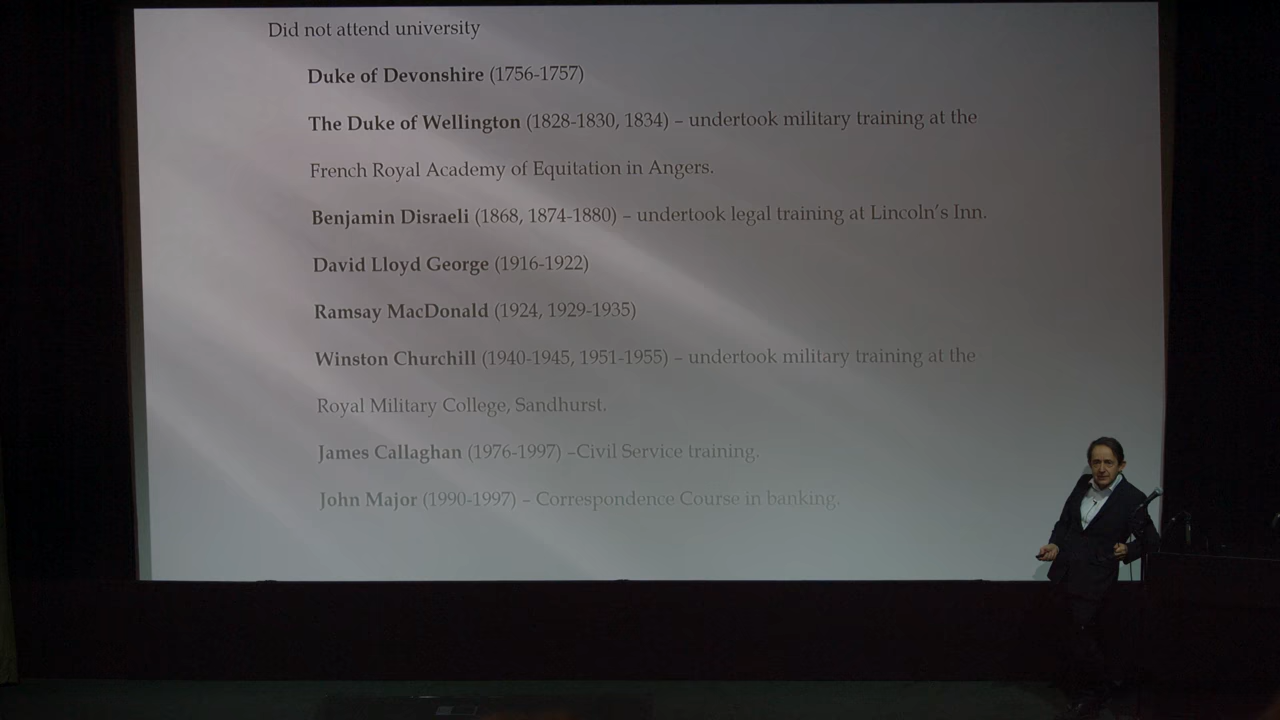 Did not attend university
Duke of Devonshire (1756-1757)
The Duke of Wellington (1828-1830, 1834) – undertook military training at the
French Royal Academy of Equitation in Angers.
Benjamin Disraeli (1868, 1874-1880) – undertook legal training at Lincoln's Inn.
David Lloyd George (1916-1922)
Ramsay MacDonald (1924, 1929-1935)
Winston Churchill (1940-1945, 1951-1955) – undertook military training at the
Royal Military College, Sandhurst.
James Callaghan (1976-1997) –Civil Service training.
John Major (1990-1997) – Correspondence Course in banking.